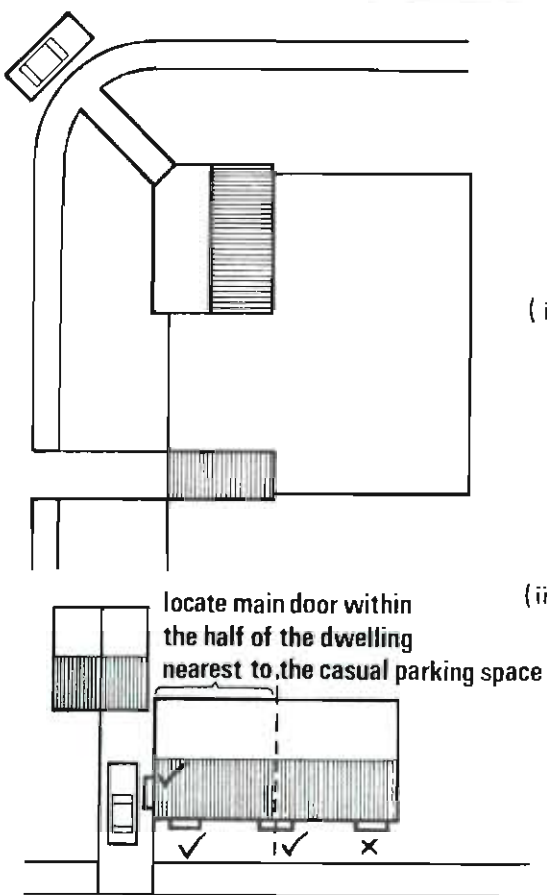 ( i
(ii
locate main door within
the half of the dwelling
nearest to the casual parking space